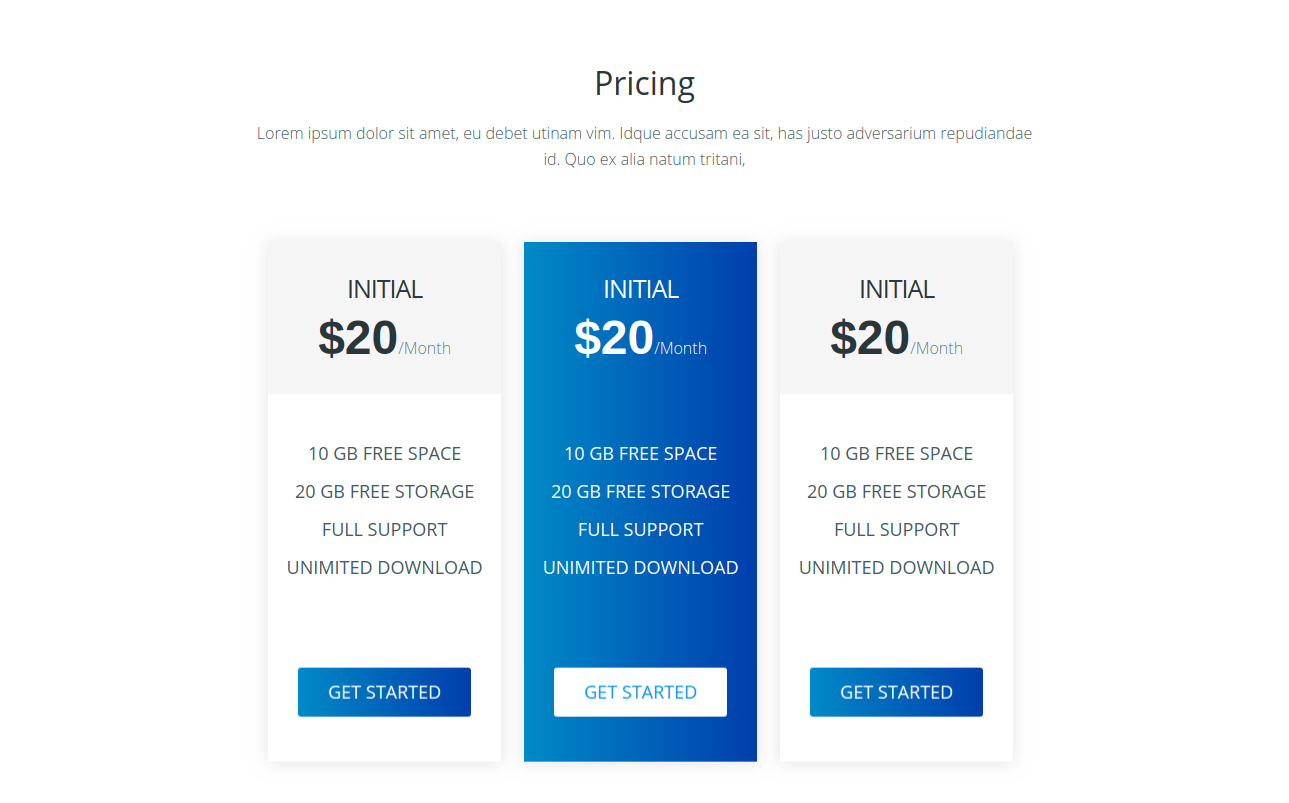 Pricing
Lorem ipsum dolor sit amet, eu debet utinam vim. Idque accusam ea sit, has justo adversarium repudiandae
id. Quo ex alia natum tritani,
INITIAL
$20/Month
10 GB FREE SPACE
20 GB FREE STORAGE
FULL SUPPORT
UNIMITED DOWNLOAD
GET STARTED
INITIAL
$20/Month
10 GB FREE SPACE
20 GB FREE STORAGE
FULL SUPPORT
UNIMITED DOWNLOAD
GET STARTED
INITIAL
$20/Month
10 GB FREE SPACE
20 GB FREE STORAGE
FULL SUPPORT
UNIMITED DOWNLOAD
GET STARTED